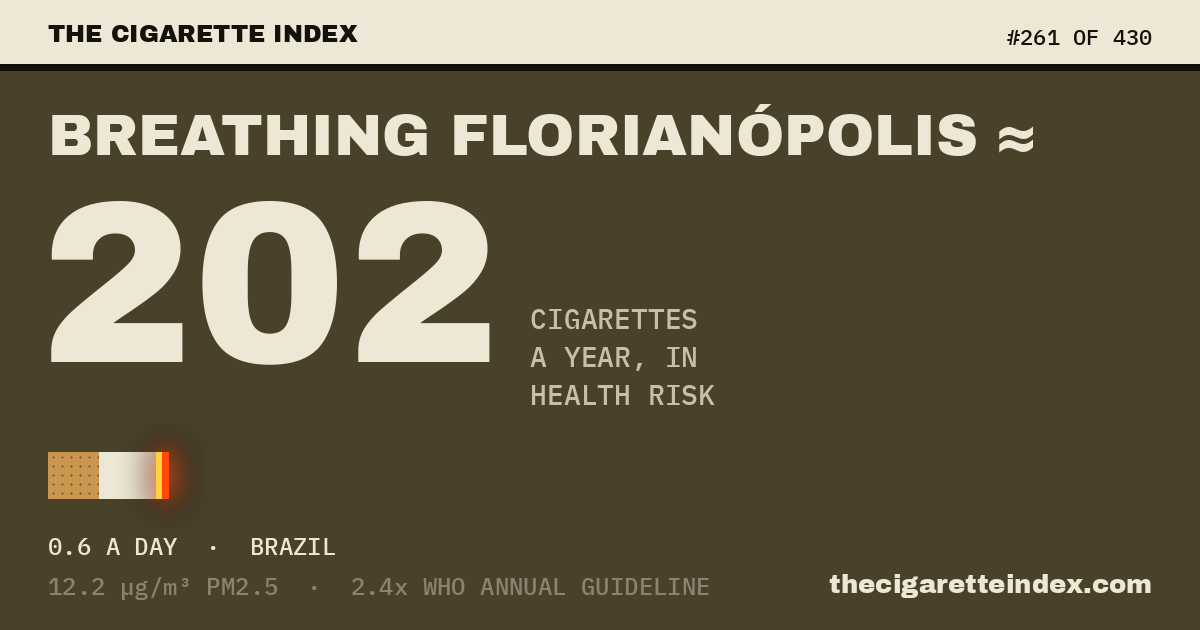 THE CIGARETTE INDEX
#261 OF 430
BREATHING FLORIANÓPOLIS ≈
202
CIGARETTES
A YEAR, IN
HEALTH RISK
0.6 A DAY · BRAZIL
12.2 µg/m³ PM2.5 · 2.4x WHO ANNUAL GUIDELINE
thecigaretteindex.com